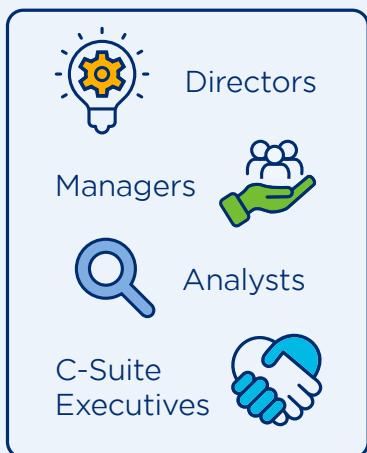 Directors
Managers
Analysts
C-Suite
Executives